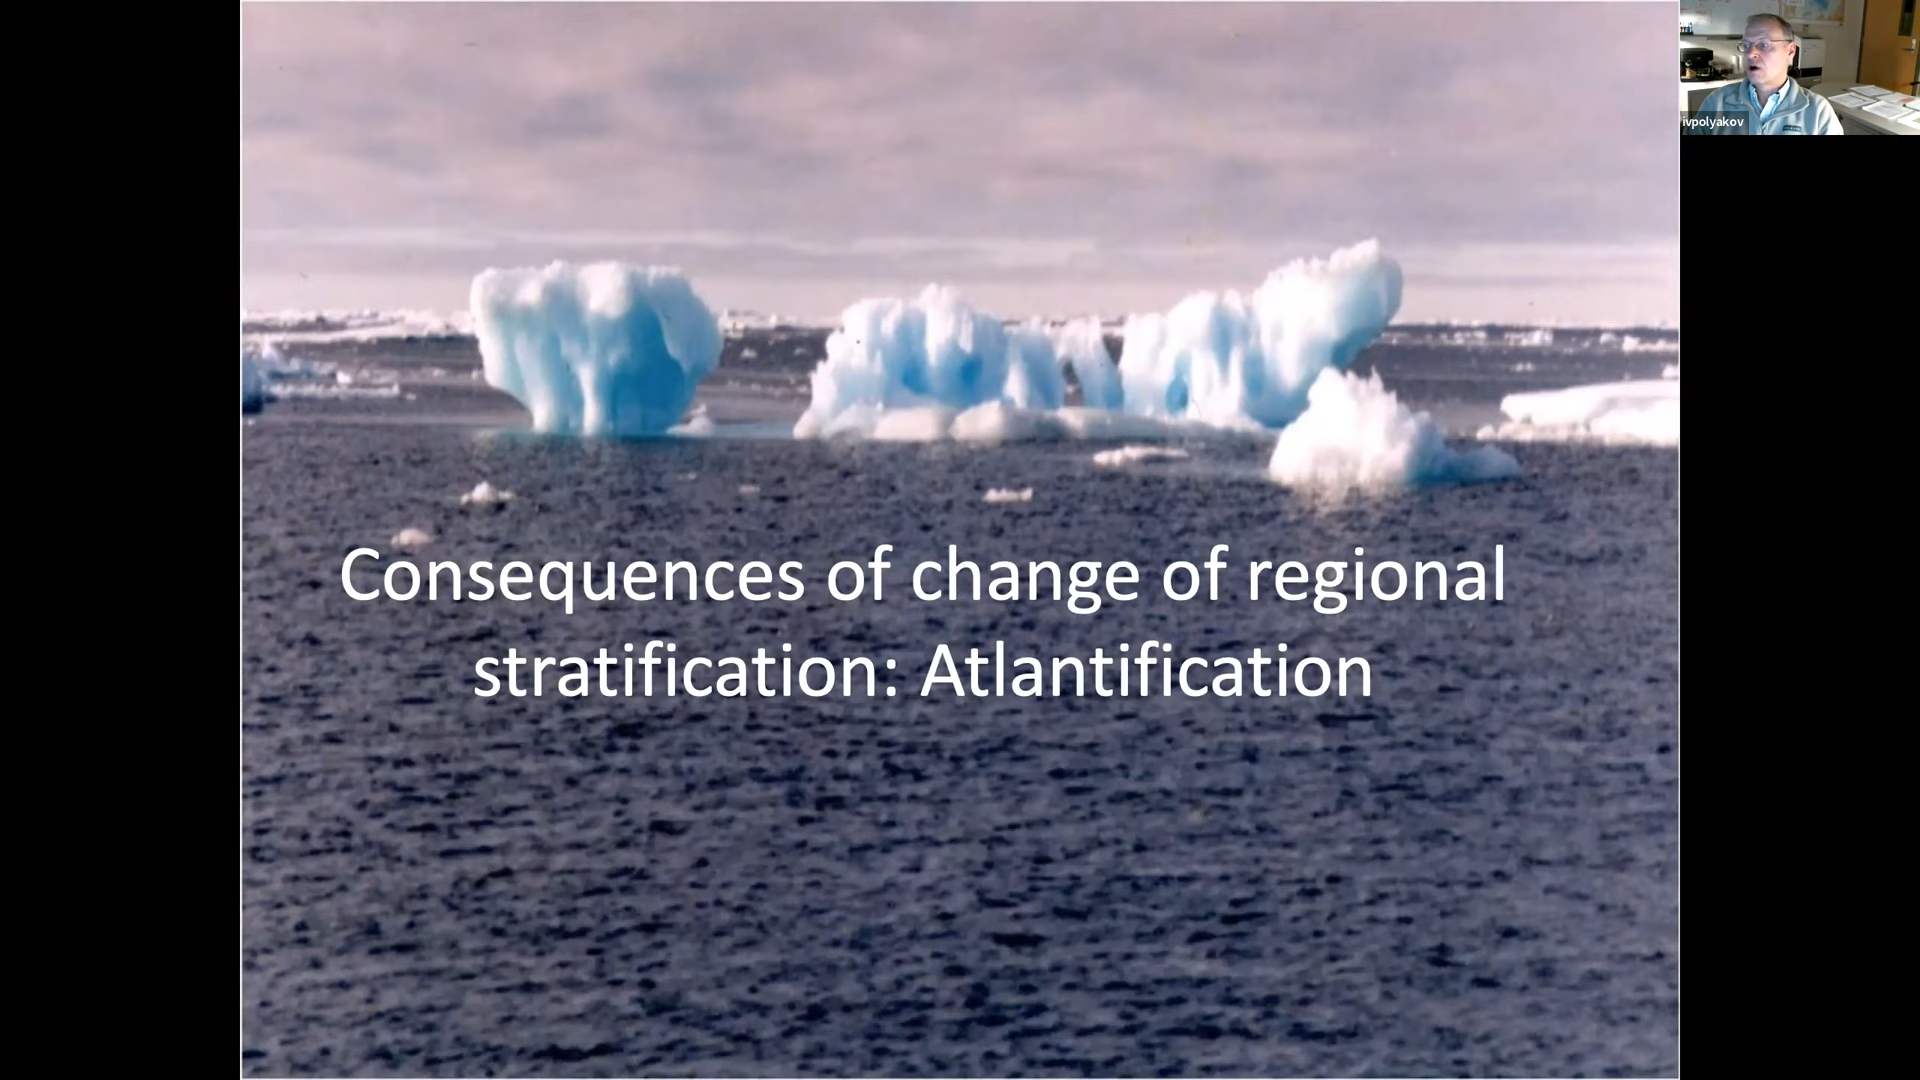 ivpolyakov
Consequences of change of regional
stratification: Atlantification